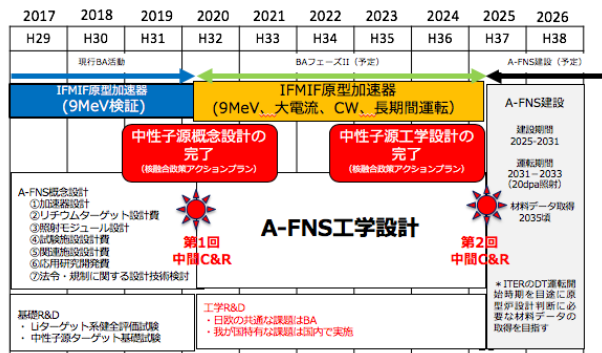 2017 2018 2019 2020 2021 2022 2023 2024 2025 2026
H29 H30 H31 H32 H33 H34 H35 H36 H37 H38
現行BA活動 BAフェーズII(予定) A-FNS建設(予定)
IFMIF原型加速器
(9MeV検証)
IFMIF原型加速器
(9MeV、大電流、CW、長期間運転)
中性子源概念設計の
完了
(核融合政策アクションプラン)
中性子源工学設計の
完了
(核融合政策アクションプラン)
A-FNS建設
建設期間
2025-2031
運転期間
2031-2033
(20dpa照射)
材料データ取得
2035頃
*ITERのDT運転開
始時期を目途に原
型炉設計判断に必
要な材料データの
取得を目指す
A-FNS概念設計
①加速器設計
②リチウムターゲット設計費
③照射モジュール設計
④試験施設設計費
⑤関連施設設計費
⑥応用研究開発費
⑦法令・規制に関する設計技術検討
第1回
中間C&R
A-FNS工学設計
第2回
中間C&R
基礎R&D
・ Liターゲット系健全評価試験
・ 中性子源ターゲット基礎試験
工学R&D
・ 日欧の共通な課題はBA
・ 我が国特有な課題は国内で実施